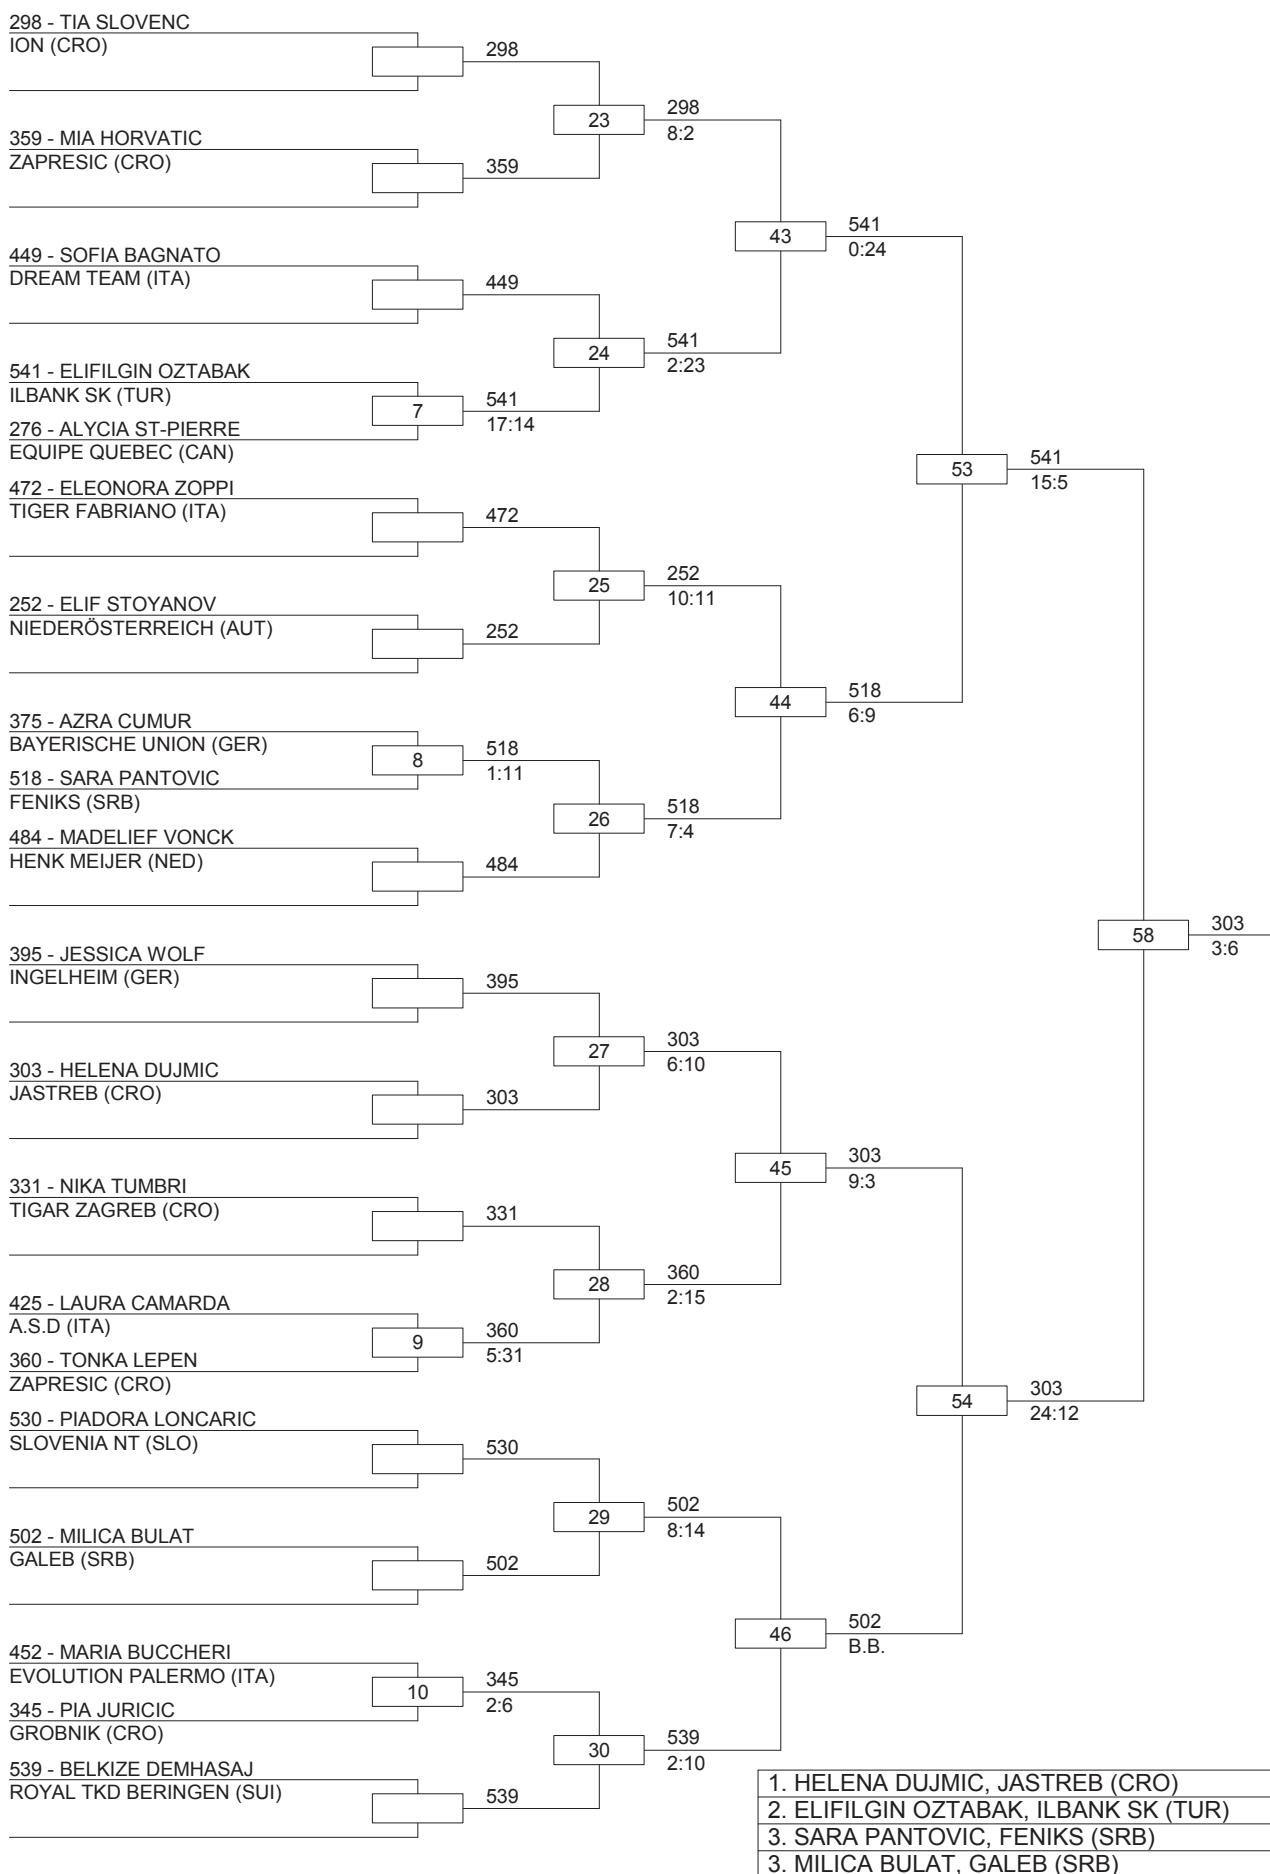 298 - TIA SLOVENC
ION (CRO)
298
23
298
8:2
359 - MIA HORVATIC
ZAPRESIC (CRO)
359
43
541
0:24
449 - SOFIA BAGNATO
DREAM TEAM (ITA)
449
24
541
2:23
541 - ELIFILGIN OZTABAK
ILBANK SK (TUR)
7
541
17:14
276 - ALYCIA ST-PIERRE
EQUIPE QUEBEC (CAN)
53
541
15:5
472 - ELEONORA ZOPPI
TIGER FABRIANO (ITA)
472
25
252
10:11
252 - ELIF STOYANOV
NIEDERÖSTERREICH (AUT)
252
44
518
6:9
375 - AZRA CUMUR
BAYERISCHE UNION (GER)
8
518
1:11
518 - SARA PANTOVIC
FENIKS (SRB)
26
518
7:4
484 - MADELIEF VONCK
HENK MEIJER (NED)
484
58
303
3:6
395 - JESSICA WOLF
INGELHEIM (GER)
395
27
303
6:10
303 - HELENA DUJMIC
JASTREB (CRO)
303
45
303
9:3
331 - NIKA TUMBRI
TIGAR ZAGREB (CRO)
331
28
360
2:15
425 - LAURA CAMARDA
A.S.D (ITA)
9
360
5:31
360 - TONKA LEPEN
ZAPRESIC (CRO)
54
303
24:12
530 - PIADORA LONCARIC
SLOVENIA NT (SLO)
530
29
502
8:14
502 - MILICA BULAT
GALEB (SRB)
502
46
502
B.B.
452 - MARIA BUCCHERI
EVOLUTION PALERMO (ITA)
10
345
2:6
345 - PIA JURICIC
GROBNIK (CRO)
30
539
2:10
539 - BELKIZE DEMHASAJ
ROYAL TKD BERINGEN (SUI)
539
1. HELENA DUJMIC, JASTREB (CRO)
2. ELIFILGIN OZTABAK, ILBANK SK (TUR)
3. SARA PANTOVIC, FENIKS (SRB)
3. MILICA BULAT, GALEB (SRB)